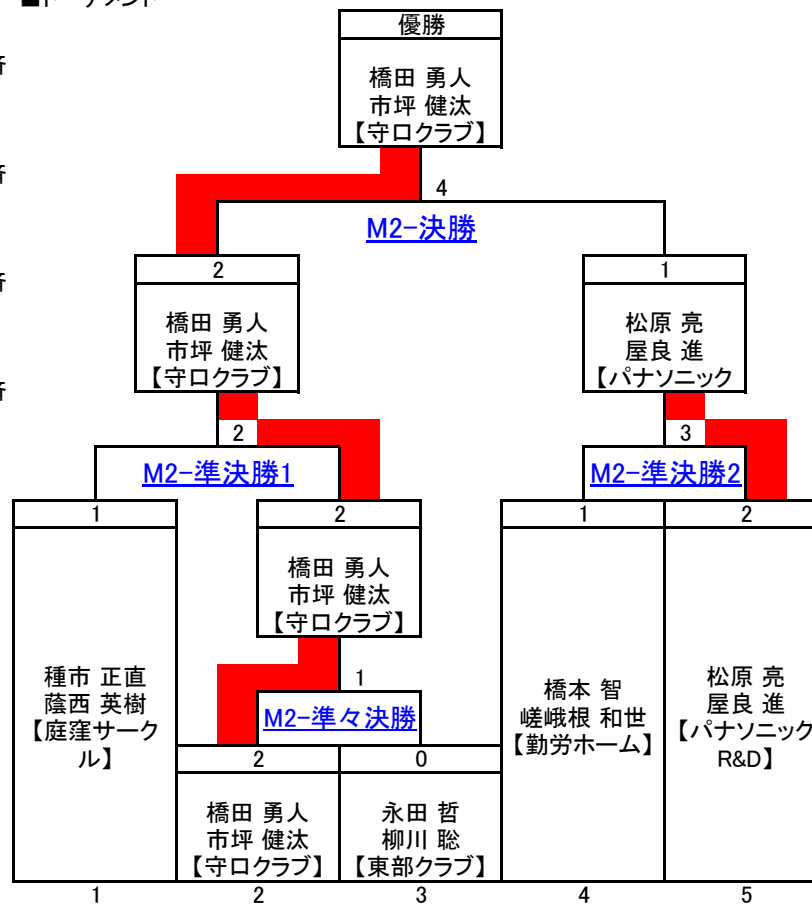 優勝
橋田 勇人
市坪 健汰
【守口クラブ】
4
M2-決勝
2
橋田 勇人
市坪 健汰
【守口クラブ】
1
松原 亮
屋良 進
【パナソニック
2
M2-準決勝1
3
M2-準決勝2
1
種市 正直
蔭西 英樹
【庭窪サーク
ル】
2
橋田 勇人
市坪 健汰
【守口クラブ】
1
橋本 智
嵯峨根 和世
【勤労ホーム】
2
松原 亮
屋良 進
【パナソニック
R&D】
1
M2-準々決勝
2
橋田 勇人
市坪 健汰
【守口クラブ】
0
永田 哲
柳川 聡
【東部クラブ】
1
2
3
4
5